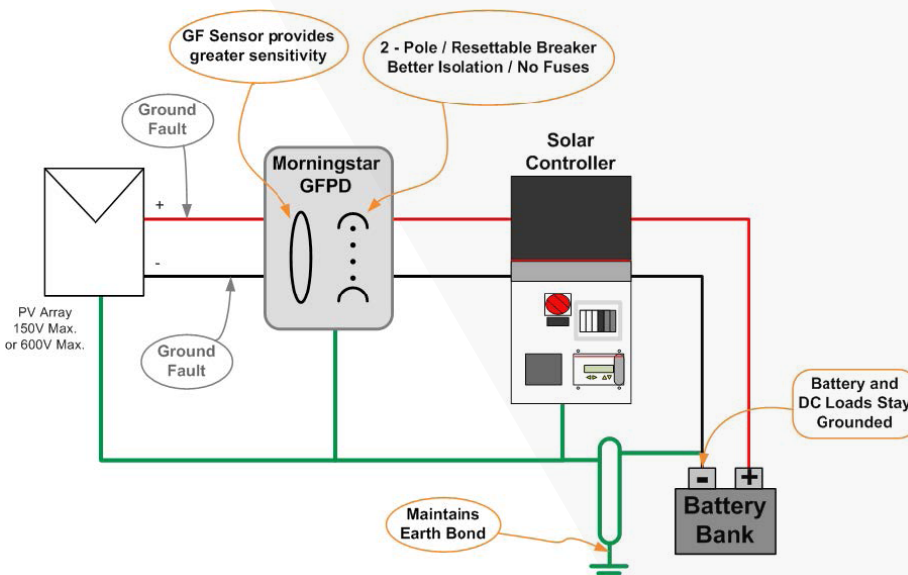 GF Sensor provides
greater sensitivity
2 - Pole / Resettable Breaker
Better Isolation / No Fuses
Ground
Fault
Solar
Controller
Morningstar
GFPD
+
-
PV Array
150V Max.
or 600V Max.
Ground
Fault
Battery and
DC Loads Stay
Grounded
- +
Battery
Bank
Maintains
Earth Bond